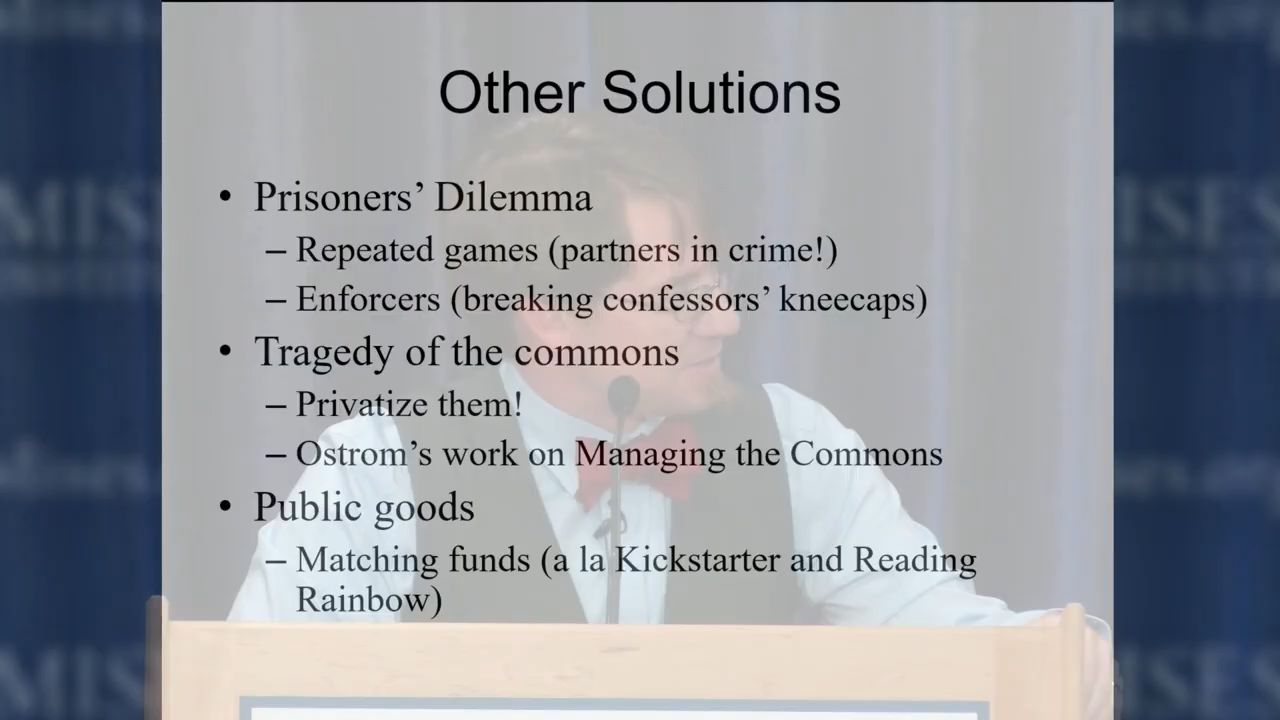 Other Solutions
• Prisoners’ Dilemma
– Repeated games (partners in crime!)
– Enforcers (breaking confessors’ kneecaps)
• Tragedy of the commons
– Privatize them!
– Ostrom’s work on Managing the Commons
• Public goods
– Matching funds (a la Kickstarter and Reading
Rainbow)